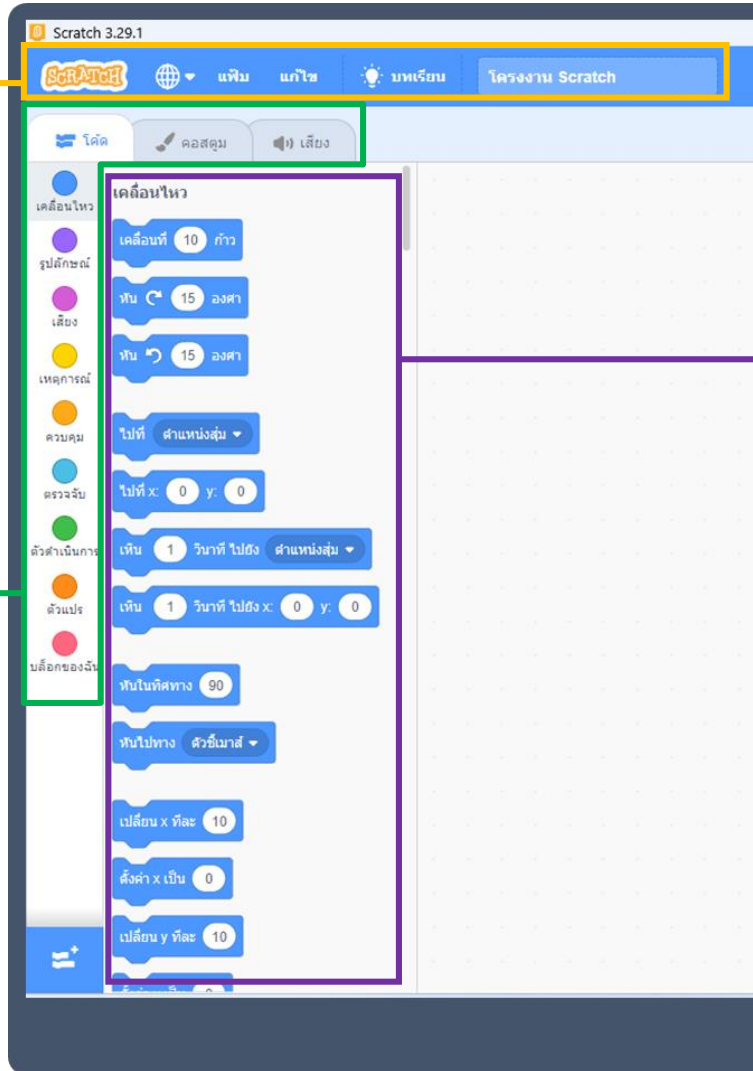 Scratch 3.29.1
SCRATCH แฟ้ม แก้ไข บทเรียน โครงงาน Scratch
โค้ด คอสตูม เสียง
เคลื่อนไหว
รูปลักษณ์
เสียง
เหตุการณ์
ควบคุม
ตรวจจับ
ตัวดำเนินการ
ตัวแปร
บล็อกของฉัน
เคลื่อนไหว
เคลื่อนที่ 10 ก้าว
หัน 15 องศา
หัน 15 องศา
ไปที่ ตำแหน่งสุ่ม
ไปที่ x: 0 y: 0
เหิน 1 วินาที ไปยัง ตำแหน่งสุ่ม
เหิน 1 วินาที ไปยัง x: 0 y: 0
หันในทิศทาง 90
หันไปทาง ตัวชี้เมาส์
เปลี่ยน x ทีละ 10
ตั้งค่า x เป็น 0
เปลี่ยน y ทีละ 10